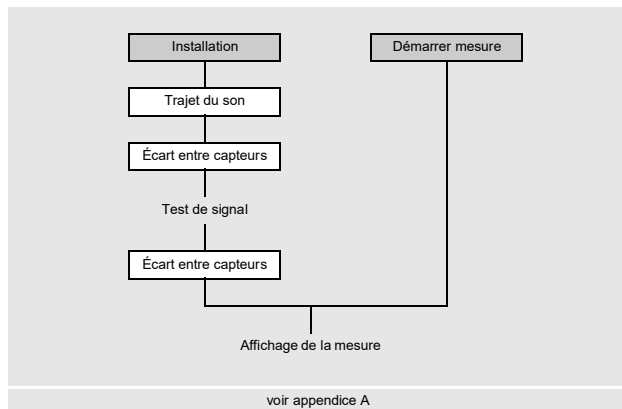 Installation
Démarrer mesure
Trajet du son
Écart entre capteurs
Test de signal
Écart entre capteurs
Affichage de la mesure
voir appendice A